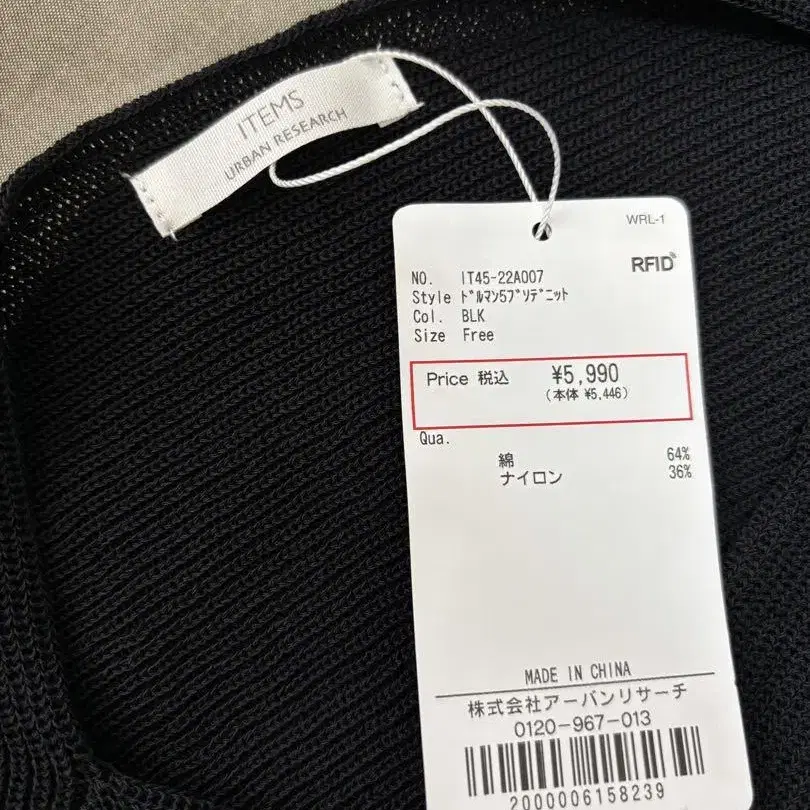 ITEMS
URBAN RESEARCH
WRL-1
RFID
NO. IT45-22A007
Style ﾄﾞﾙﾏﾝ5ﾌﾞｿﾃﾞﾆｯﾄ
Col. BLK
Size Free
Price 税込 ¥5,990
(本体 ¥5,446)
Qua.
綿 64%
ナイロン 36%
MADE IN CHINA
株式会社アーバンリサーチ
0120-967-013
2000006158239